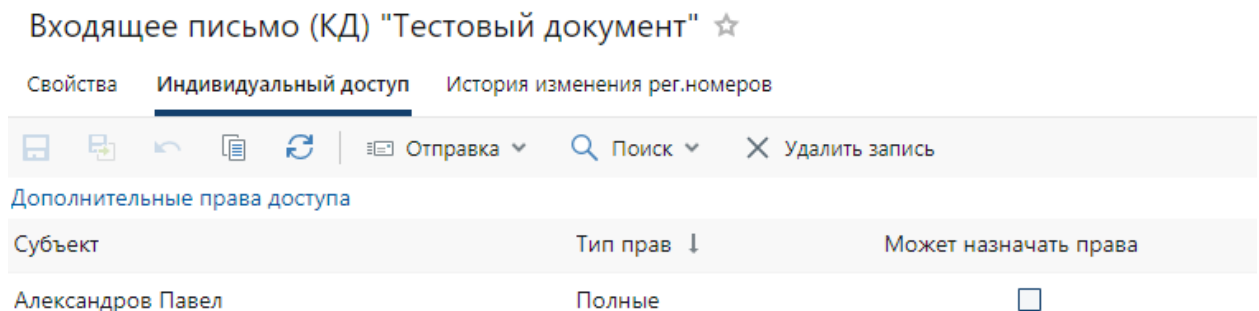 Входящее письмо (КД) "Тестовый документ"
Свойства Индивидуальный доступ История изменения рег.номеров
Отправка Поиск Удалить запись
Дополнительные права доступа
Субъект Тип прав Может назначать права
Александров Павел Полные